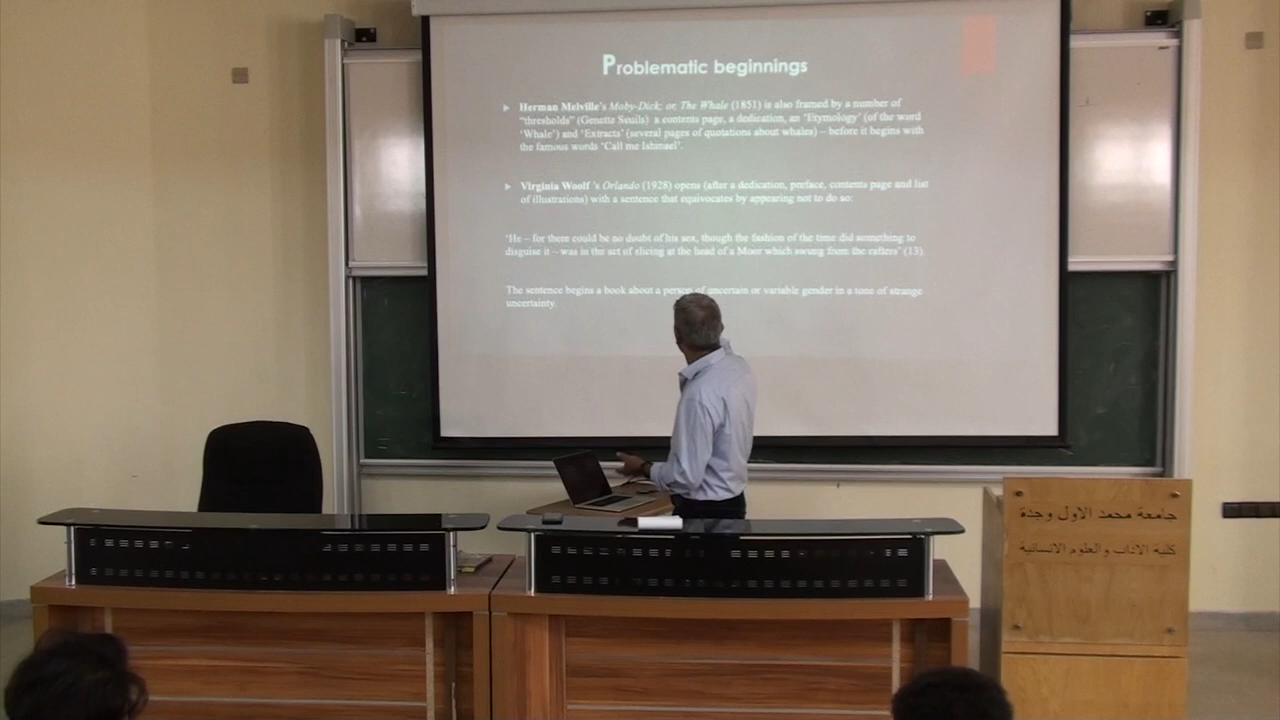 Problematic beginnings
Herman Melville's Moby-Dick; or, The Whale (1851) is also framed by a number of
"thresholds" (Genette Seuils) a contents page, a dedication, an 'Etymology' (of the word
'Whale') and 'Extracts' (several pages of quotations about whales) – before it begins with
the famous words 'Call me Ishmael'.
Virginia Woolf 's Orlando (1928) opens (after a dedication, preface, contents page and list
of illustrations) with a sentence that equivocates by appearing not to do so:
'He – for there could be no doubt of his sex, though the fashion of the time did something to
disguise it – was in the act of slicing at the head of a Moor which swung from the rafters' (13).
The sentence begins a book about a person of uncertain or variable gender in a tone of strange
uncertainty.
جامعة محمد الاول وجدة
كلية الاداب والعلوم الانسانية